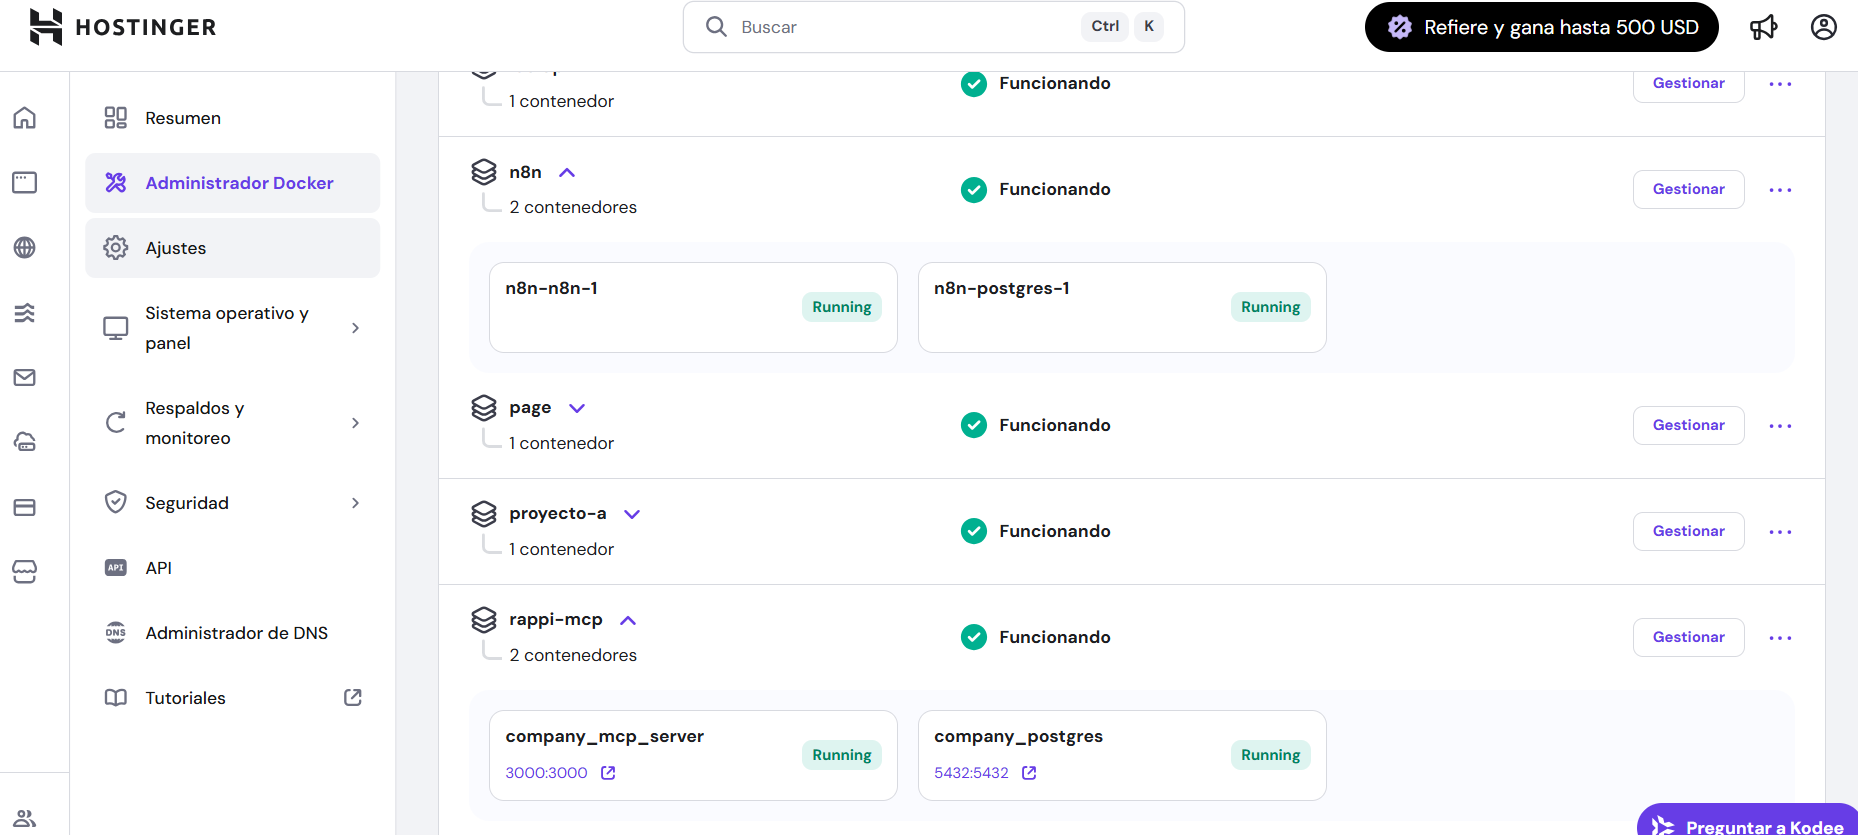 HOSTINGER
Buscar
Ctrl
K
Refiere y gana hasta 500 USD
Resumen
Administrador Docker
Ajustes
Sistema operativo y
panel
Respaldos y
monitoreo
Seguridad
API
API
DNS
Administrador de DNS
Tutoriales
1 contenedor
Funcionando
Gestionar
n8n
2 contenedores
Funcionando
Gestionar
n8n-n8n-1
Running
n8n-postgres-1
Running
page
1 contenedor
Funcionando
Gestionar
proyecto-a
1 contenedor
Funcionando
Gestionar
rappi-mcp
2 contenedores
Funcionando
Gestionar
company_mcp_server
Running
3000:3000
company_postgres
Running
5432:5432
Preguntar a Kodee